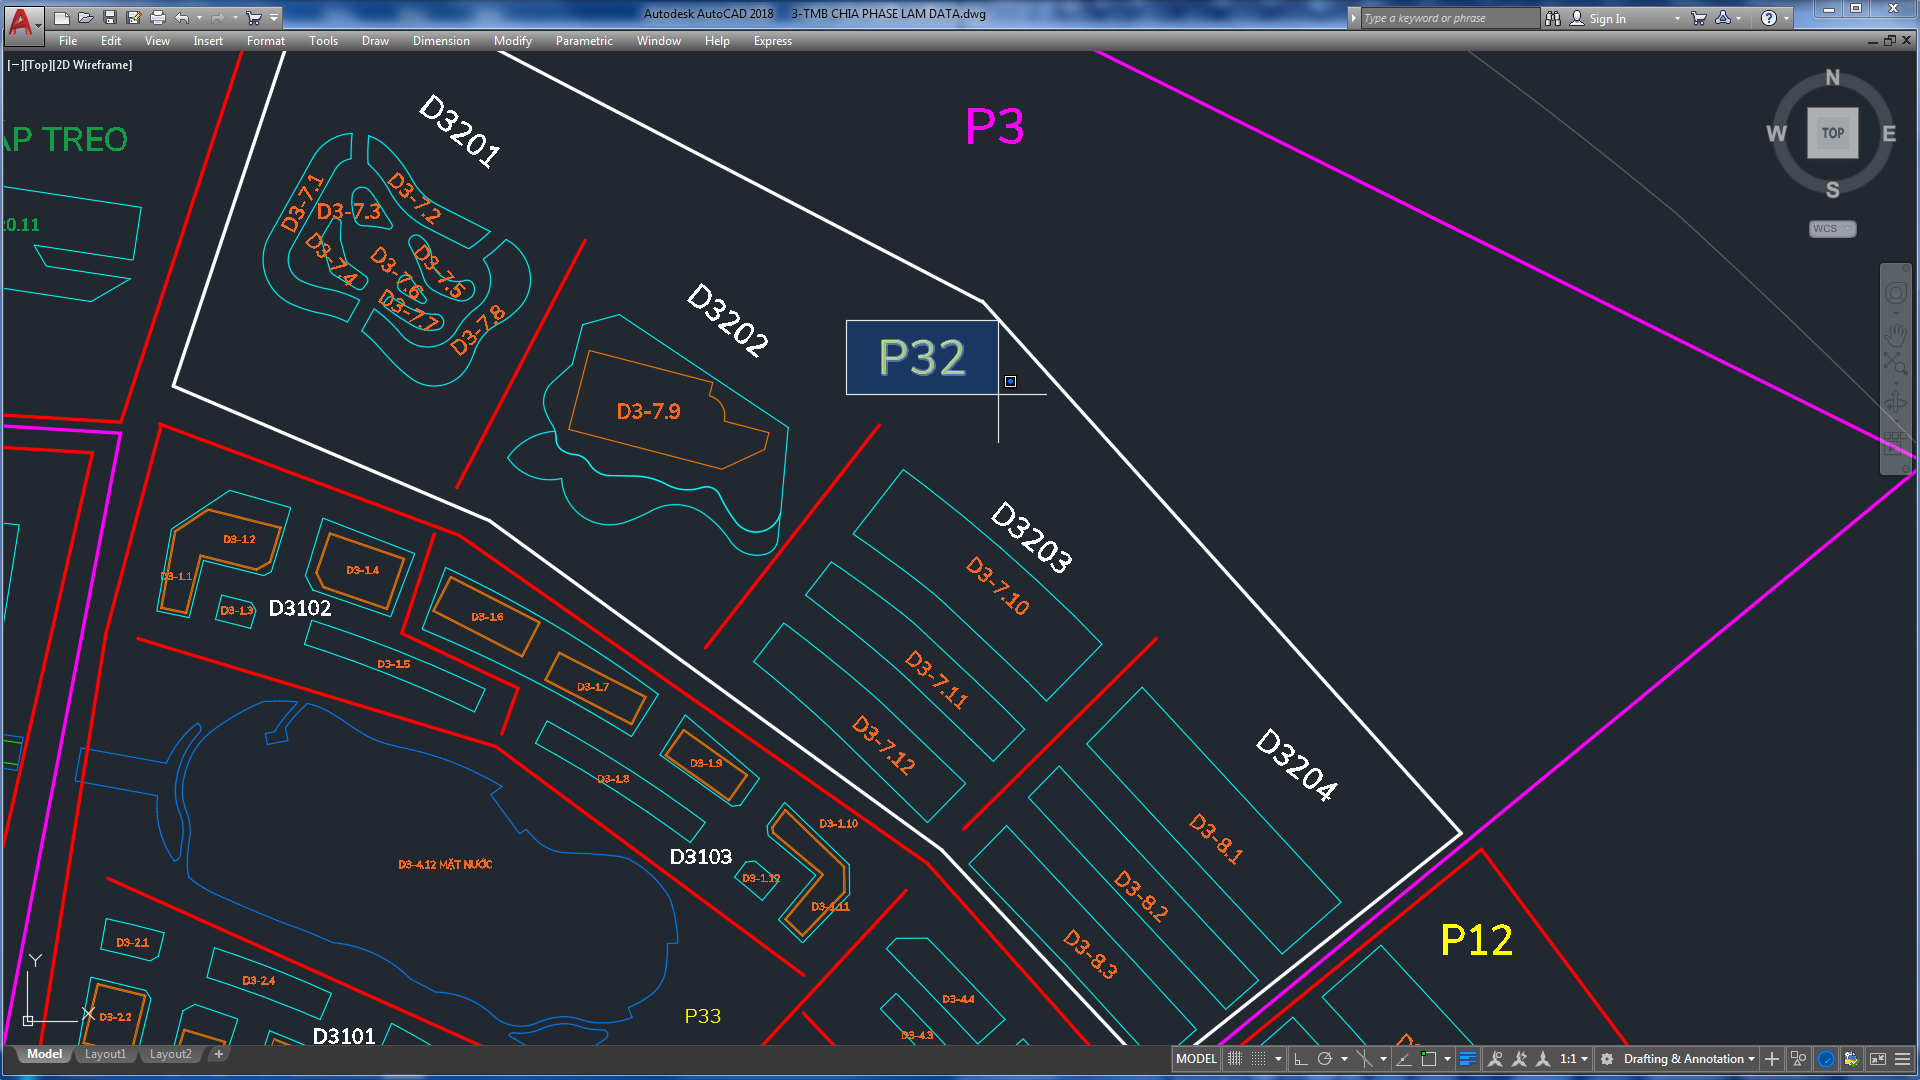 Autodesk AutoCAD 2018 3-TMB CHIA PHASE LAM DATA.dwg
Type a keyword or phrase
Sign In
File Edit View Insert Format Tools Draw Dimension Modify Parametric Window Help Express
[−][Top][2D Wireframe]
N
W
TOP
E
S
WCS
P3
ÁP TREO
D3201
D3-7.1
D3-7.2
D3-7.3
D3-7.4
D3-7.5
D3-7.6
D3-7.7
D3-7.8
0.11
D3202
P32
D3-7.9
D3203
D3-7.10
D3-7.11
D3-7.12
D3-1.2
D3-1.1
D3-1.4
D3-1.3
D3102
D3-1.6
D3-1.5
D3-1.7
D3-1.9
D3-1.8
D3204
D3-8.1
D3-8.2
D3-8.3
D3-1.10
D3103
D3-1.12
D3-1.11
D3-4.12 MẶT NƯỚC
P12
D3-2.1
D3-2.4
D3-2.2
D3101
P33
D3-4.4
D3-4.3
Y
X
Model Layout1 Layout2 +
MODEL 1:1 Drafting & Annotation